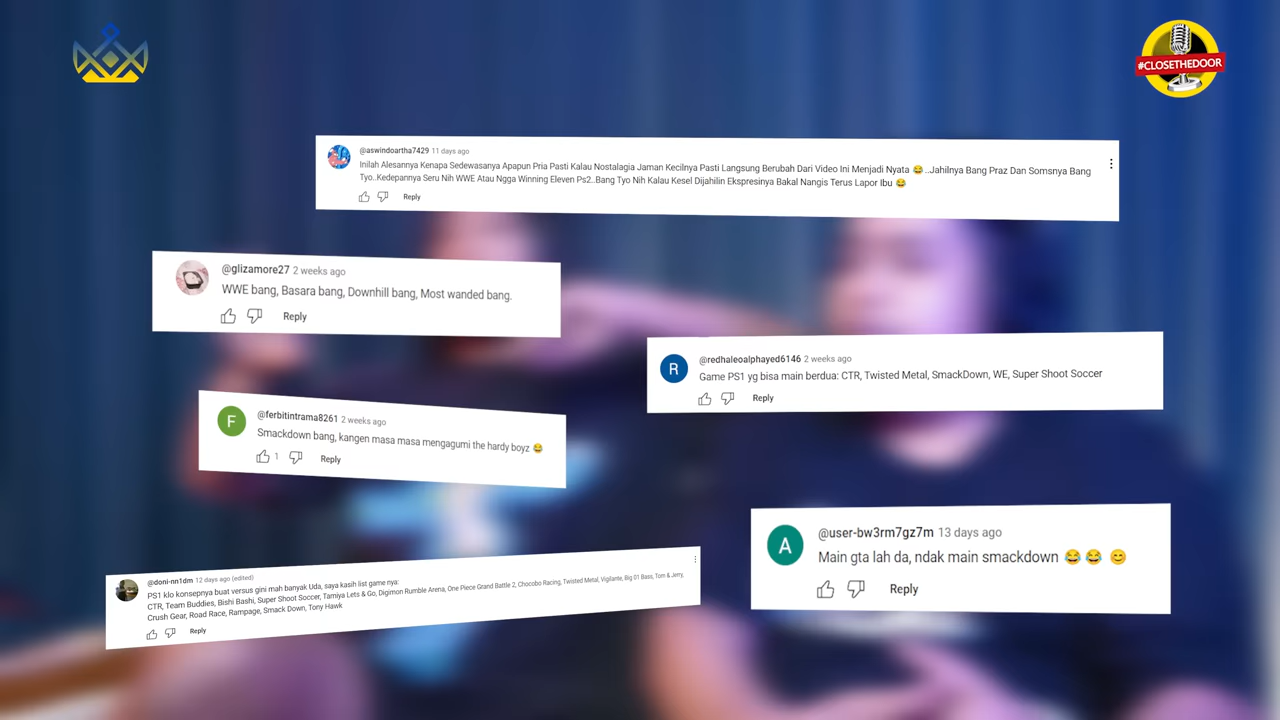 #CLOSETHEDOOR
@aswindoartha7429 11 days ago
Inilah Alesannya Kenapa Sedewasanya Apapun Pria Pasti Kalau Nostalagia Jaman Kecilnya Pasti Langsung Berubah Dari Video Ini Menjadi Nyata 😂 ..Jahilnya Bang Praz Dan Somsnya Bang
Tyo..Kedepannya Seru Nih WWE Atau Ngga Winning Eleven Ps2..Bang Tyo Nih Kalau Kesel Dijahilin Ekspresinya Bakal Nangis Terus Lapor Ibu 😂
Reply
@glizamore27 2 weeks ago
WWE bang, Basara bang, Downhill bang, Most wanded bang.
Reply
R
@redhaleoalphayed6146 2 weeks ago
Game PS1 yg bisa main berdua: CTR, Twisted Metal, SmackDown, WE, Super Shoot Soccer
Reply
F
@ferbitintrama8261 2 weeks ago
Smackdown bang, kangen masa masa mengagumi the hardy boyz 😂
1 Reply
A
@user-bw3rm7gz7m 13 days ago
Main gta lah da, ndak main smackdown 😂 😂 😊
Reply
@doni-nn1dm 12 days ago (edited)
PS1 klo konsepnya buat versus gini mah banyak Uda, saya kasih list game nya:
CTR, Team Buddies, Bishi Bashi, Super Shoot Soccer, Tamiya Lets & Go, Digimon Rumble Arena, One Piece Grand Battle 2, Chocobo Racing, Twisted Metal, Vigilante, Big 01 Bass, Tom & Jerry,
Crush Gear, Road Race, Rampage, Smack Down, Tony Hawk
Reply